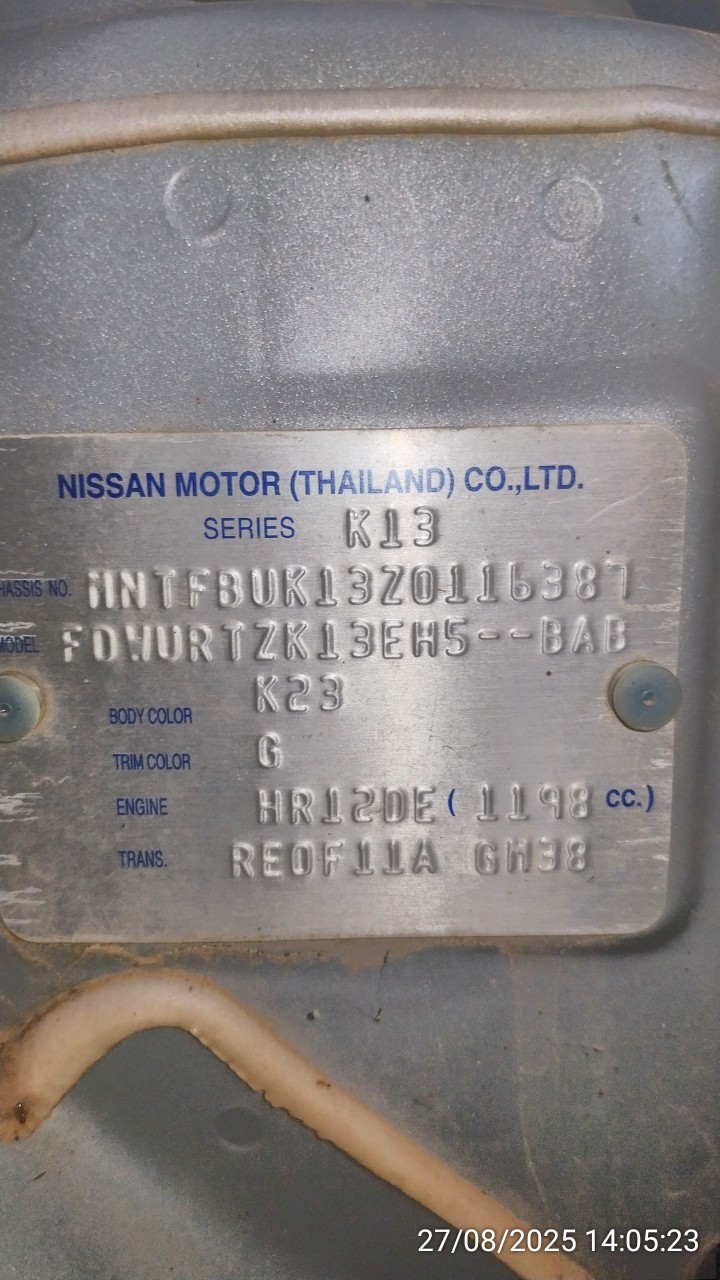 NISSAN MOTOR (THAILAND) CO.,LTD.
SERIES K13
HASSIS NO. MNTFBUK13Z0116387
MODEL FDWURTZK13EH5--BAB
BODY COLOR K23
TRIM COLOR G
ENGINE HR12DE ( 1198 CC.)
TRANS. RE0F11A GH38
27/08/2025 14:05:23